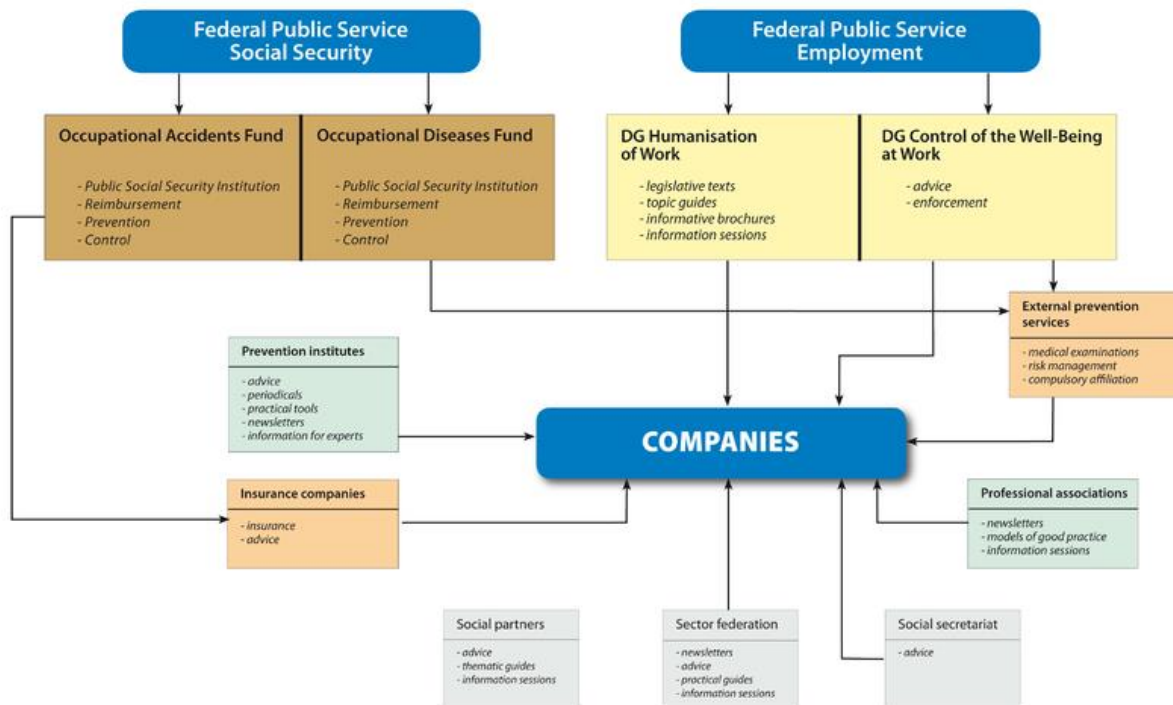 Federal Public Service
Social Security
Federal Public Service
Employment
Occupational Accidents Fund
- Public Social Security Institution
- Reimbursement
- Prevention
- Control
Occupational Diseases Fund
- Public Social Security Institution
- Reimbursement
- Prevention
- Control
DG Humanisation
of Work
- legislative texts
- topic guides
- informative brochures
- information sessions
DG Control of the Well-Being
at Work
- advice
- enforcement
External prevention
services
- medical examinations
- risk management
- compulsory affiliation
Prevention institutes
- advice
- periodicals
- practical tools
- newsletters
- information for experts
COMPANIES
Insurance companies
- insurance
- advice
Professional associations
- newsletters
- models of good practice
- information sessions
Social partners
- advice
- thematic guides
- information sessions
Sector federation
- newsletters
- advice
- practical guides
- information sessions
Social secretariat
- advice